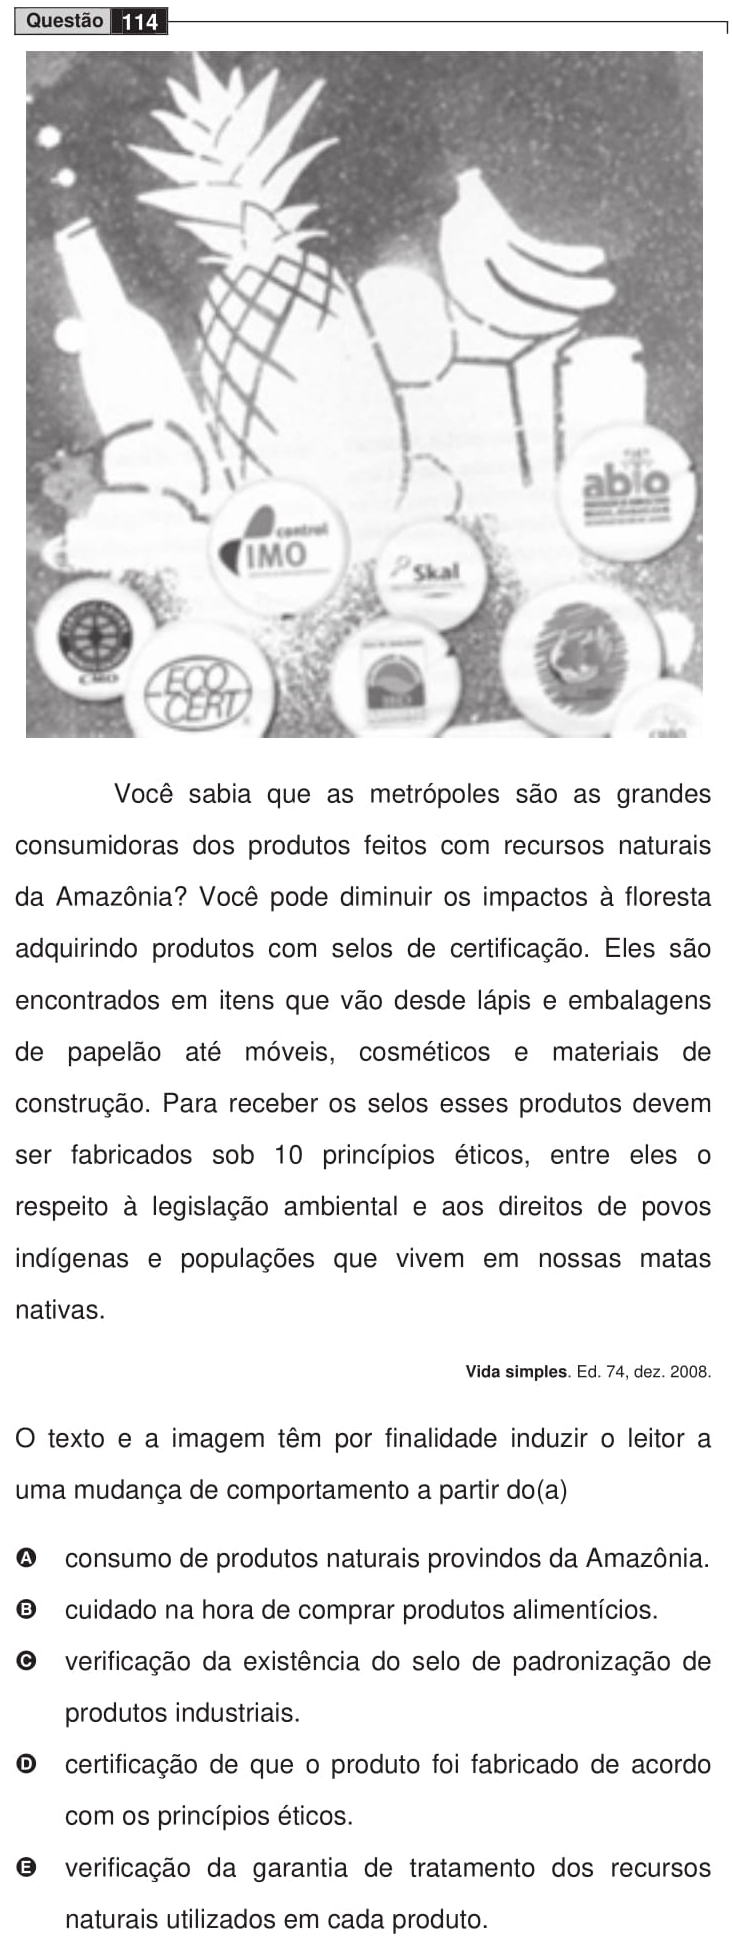 Questão 114
control
IMO
Skal
abio
CMO
ECO
CERT
IBD
Você sabia que as metrópoles são as grandes
consumidoras dos produtos feitos com recursos naturais
da Amazônia? Você pode diminuir os impactos à floresta
adquirindo produtos com selos de certificação. Eles são
encontrados em itens que vão desde lápis e embalagens
de papelão até móveis, cosméticos e materiais de
construção. Para receber os selos esses produtos devem
ser fabricados sob 10 princípios éticos, entre eles o
respeito à legislação ambiental e aos direitos de povos
indígenas e populações que vivem em nossas matas
nativas.
Vida simples. Ed. 74, dez. 2008.
O texto e a imagem têm por finalidade induzir o leitor a
uma mudança de comportamento a partir do(a)
A consumo de produtos naturais provindos da Amazônia.
B cuidado na hora de comprar produtos alimentícios.
C verificação da existência do selo de padronização de
produtos industriais.
D certificação de que o produto foi fabricado de acordo
com os princípios éticos.
E verificação da garantia de tratamento dos recursos
naturais utilizados em cada produto.